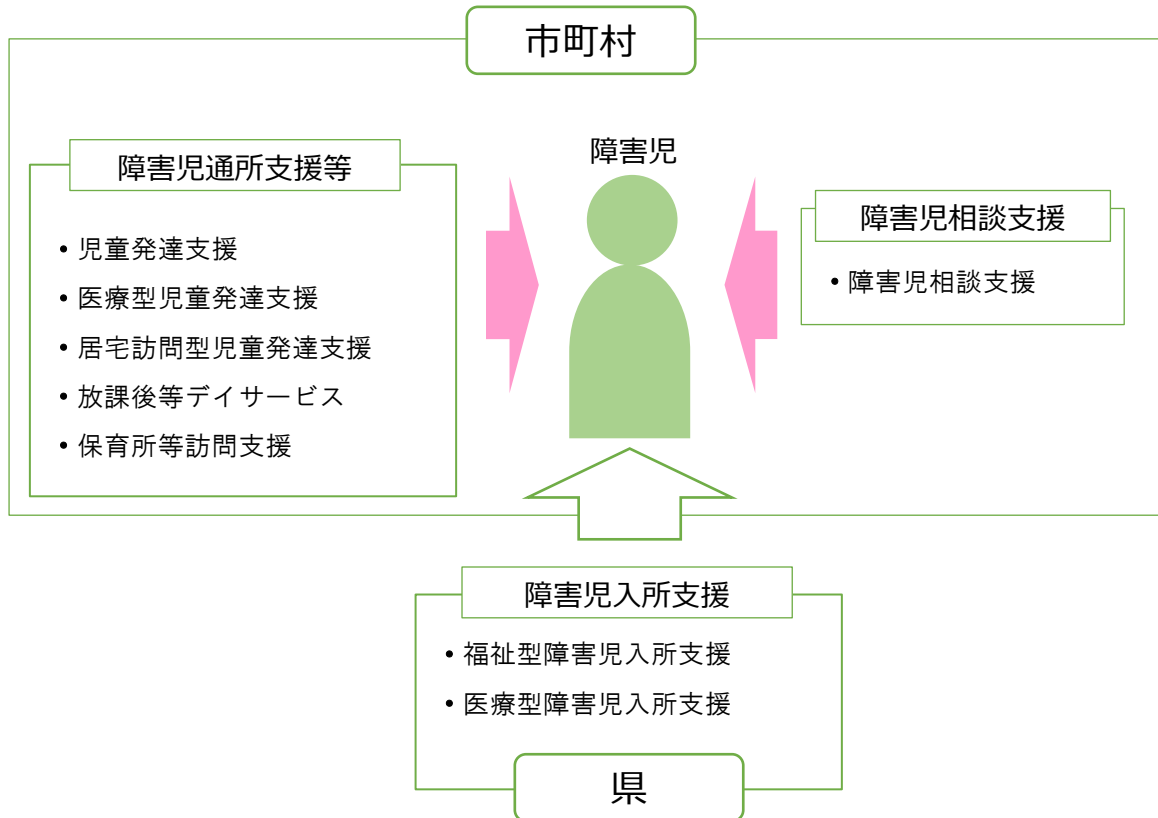 市町村
障害児通所支援等
• 児童発達支援
• 医療型児童発達支援
• 居宅訪問型児童発達支援
• 放課後等デイサービス
• 保育所等訪問支援
障害児
障害児相談支援
• 障害児相談支援
障害児入所支援
• 福祉型障害児入所支援
• 医療型障害児入所支援
県